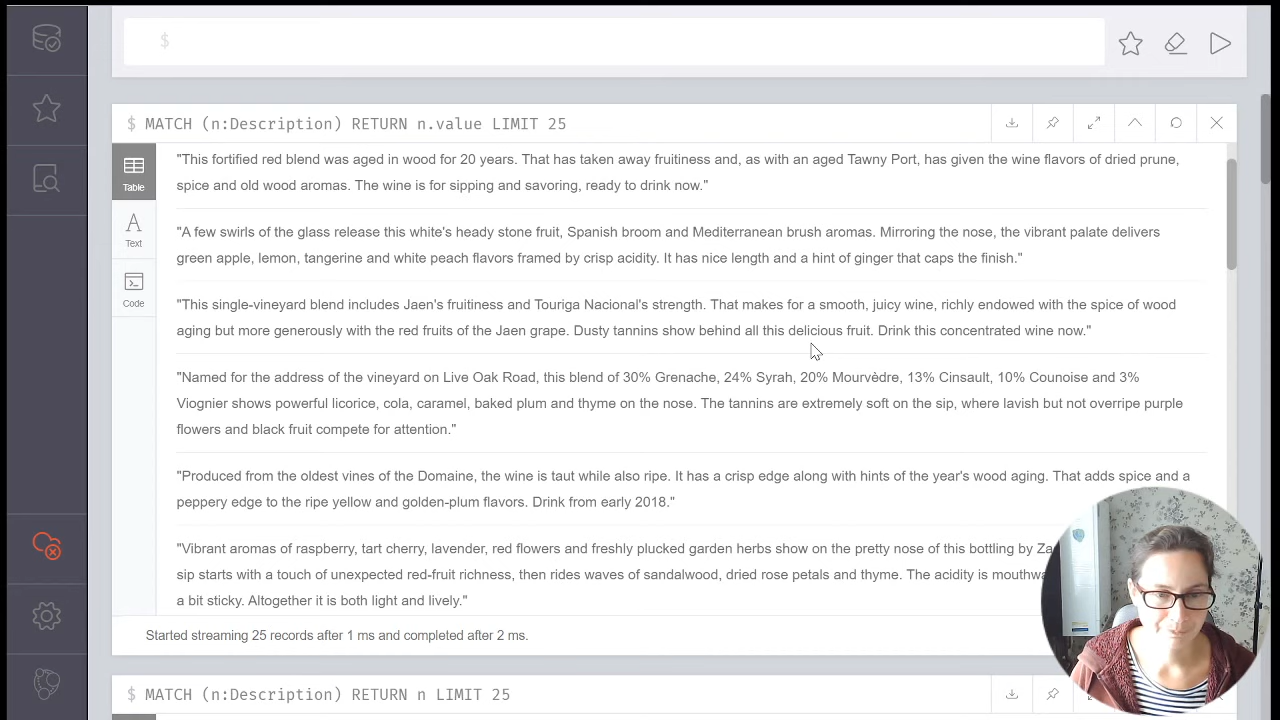 $
$ MATCH (n:Description) RETURN n.value LIMIT 25
Table
Text
Code
"This fortified red blend was aged in wood for 20 years. That has taken away fruitiness and, as with an aged Tawny Port, has given the wine flavors of dried prune,
spice and old wood aromas. The wine is for sipping and savoring, ready to drink now."
"A few swirls of the glass release this white's heady stone fruit, Spanish broom and Mediterranean brush aromas. Mirroring the nose, the vibrant palate delivers
green apple, lemon, tangerine and white peach flavors framed by crisp acidity. It has nice length and a hint of ginger that caps the finish."
"This single-vineyard blend includes Jaen's fruitiness and Touriga Nacional's strength. That makes for a smooth, juicy wine, richly endowed with the spice of wood
aging but more generously with the red fruits of the Jaen grape. Dusty tannins show behind all this delicious fruit. Drink this concentrated wine now."
"Named for the address of the vineyard on Live Oak Road, this blend of 30% Grenache, 24% Syrah, 20% Mourvèdre, 13% Cinsault, 10% Counoise and 3%
Viognier shows powerful licorice, cola, caramel, baked plum and thyme on the nose. The tannins are extremely soft on the sip, where lavish but not overripe purple
flowers and black fruit compete for attention."
"Produced from the oldest vines of the Domaine, the wine is taut while also ripe. It has a crisp edge along with hints of the year's wood aging. That adds spice and a
peppery edge to the ripe yellow and golden-plum flavors. Drink from early 2018."
"Vibrant aromas of raspberry, tart cherry, lavender, red flowers and freshly plucked garden herbs show on the pretty nose of this bottling by
sip starts with a touch of unexpected red-fruit richness, then rides waves of sandalwood, dried rose petals and thyme. The acidity is
a bit sticky. Altogether it is both light and lively."
Started streaming 25 records after 1 ms and completed after 2 ms.
$ MATCH (n:Description) RETURN n LIMIT 25